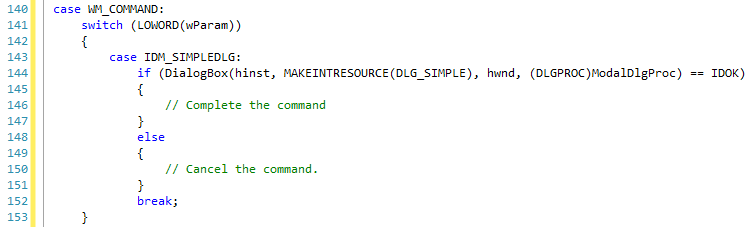 140 case WM_COMMAND:
141 switch (LOWORD(wParam))
142 {
143 case IDM_SIMPLEDLG:
144 if (DialogBox(hinst, MAKEINTRESOURCE(DLG_SIMPLE), hwnd, (DLGPROC)ModalDlgProc) == IDOK)
145 {
146 // Complete the command
147 }
148 else
149 {
150 // Cancel the command.
151 }
152 break;
153 }